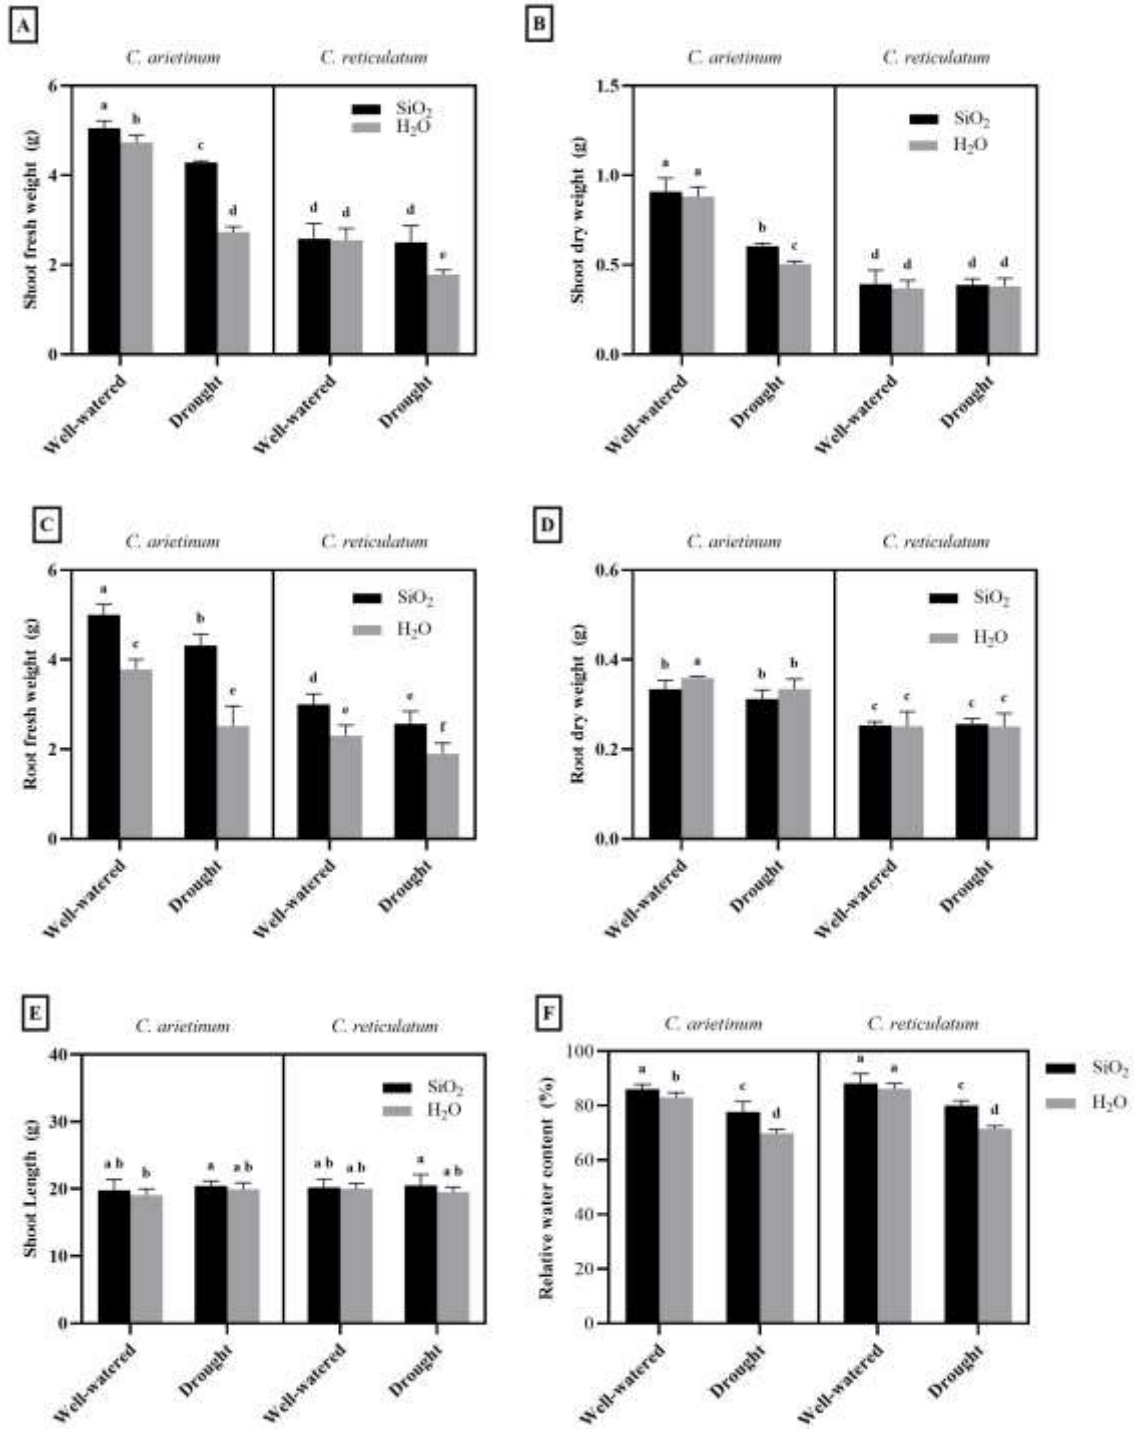 A
C. arietinum C. reticulatum
6
4
2
0
Shoot fresh weight (g)
SiO₂
H₂O
a b c d d d d e
Well-watered Drought Well-watered Drought
B
C. arietinum C. reticulatum
1.5
1.0
0.5
0.0
Shoot dry weight (g)
SiO₂
H₂O
a a b c d d d d
Well-watered Drought Well-watered Drought
C
C. arietinum C. reticulatum
6
4
2
0
Root fresh weight (g)
SiO₂
H₂O
a c b e d e e f
Well-watered Drought Well-watered Drought
D
C. arietinum C. reticulatum
0.6
0.4
0.2
0.0
Root dry weight (g)
SiO₂
H₂O
b a b b c c c c
Well-watered Drought Well-watered Drought
E
C. arietinum C. reticulatum
40
30
20
10
0
Shoot Length (g)
SiO₂
H₂O
a b b a a b a b a b a a b
Well-watered Drought Well-watered Drought
F
C. arietinum C. reticulatum
100
80
60
40
20
0
Relative water content (%)
SiO₂
H₂O
a b c d a a c d
Well-watered Drought Well-watered Drought